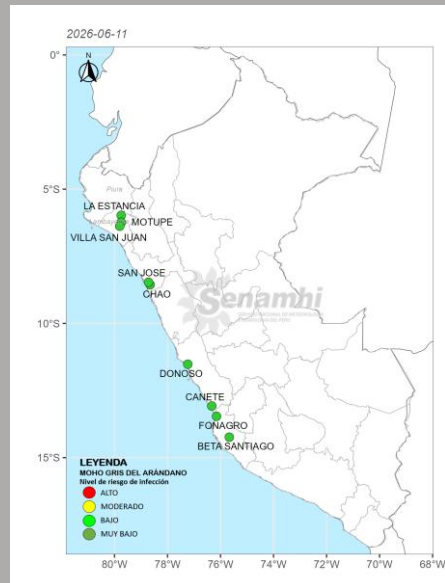 2026-06-11
N
0°
5°S
10°S
15°S
Piura
LA ESTANCIA
MOTUPE
VILLA SAN JUAN
SAN JOSE
CHAO
Senamhi
DONOSO
CANETE
FONAGRO
BETA SANTIAGO
LEYENDA
MOHO GRIS DEL ARÁNDANO
Nivel de riesgo de infección
ALTO
MODERADO
BAJO
MUY BAJO
80°W 78°W 76°W 74°W 72°W 70°W 68°W